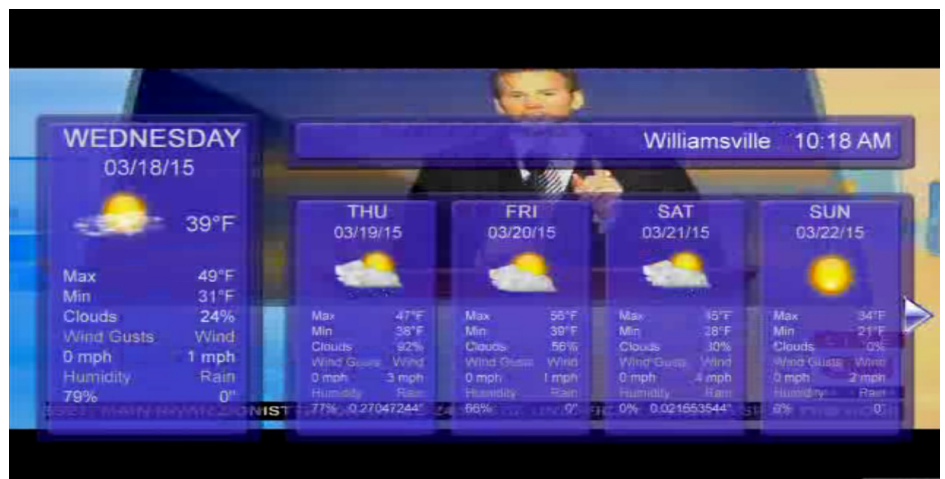 WEDNESDAY
03/18/15
39°F
Max 49°F
Min 31°F
Clouds 24%
Wind Gusts Wind
0 mph 1 mph
Humidity Rain
79% 0"
Williamsville 10:18 AM
THU
03/19/15
Max 47°F
Min 38°F
Clouds 92%
Wind Gusts Wind
0 mph 3 mph
Humidity Rain
77% 0.27047244"
FRI
03/20/15
Max 56°F
Min 39°F
Clouds 56%
Wind Gusts Wind
0 mph 1 mph
Humidity Rain
66% 0"
SAT
03/21/15
Max
Min 28°F
Clouds 30%
Wind Gusts Wind
0 mph 4 mph
Humidity Rain
0% 0.021653544"
SUN
03/22/15
Max 34°F
Min 21°F
Clouds 0%
Wind Gusts Wind
0 mph 2 mph
Humidity Rain
0% 0"